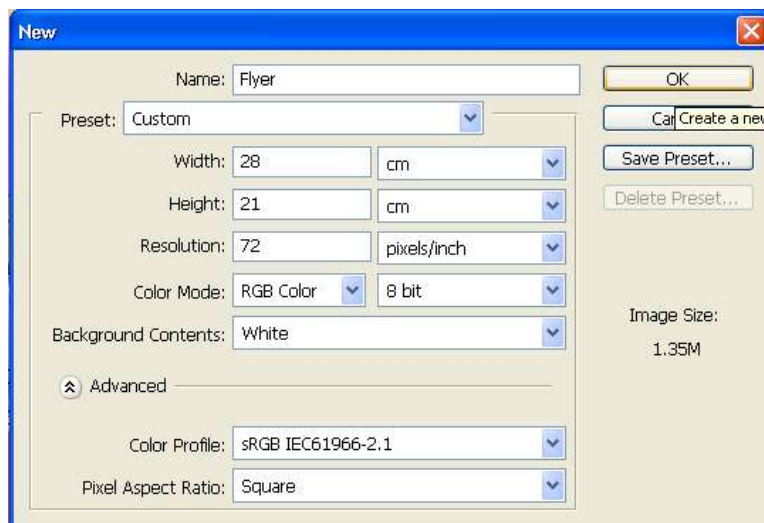 New
Name: Flyer
OK
Preset: Custom
Create a new
Width: 28 cm
Save Preset...
Height: 21 cm
Delete Preset...
Resolution: 72 pixels/inch
Color Mode: RGB Color 8 bit
Image Size:
Background Contents: White
1.35M
Advanced
Color Profile: sRGB IEC61966-2.1
Pixel Aspect Ratio: Square